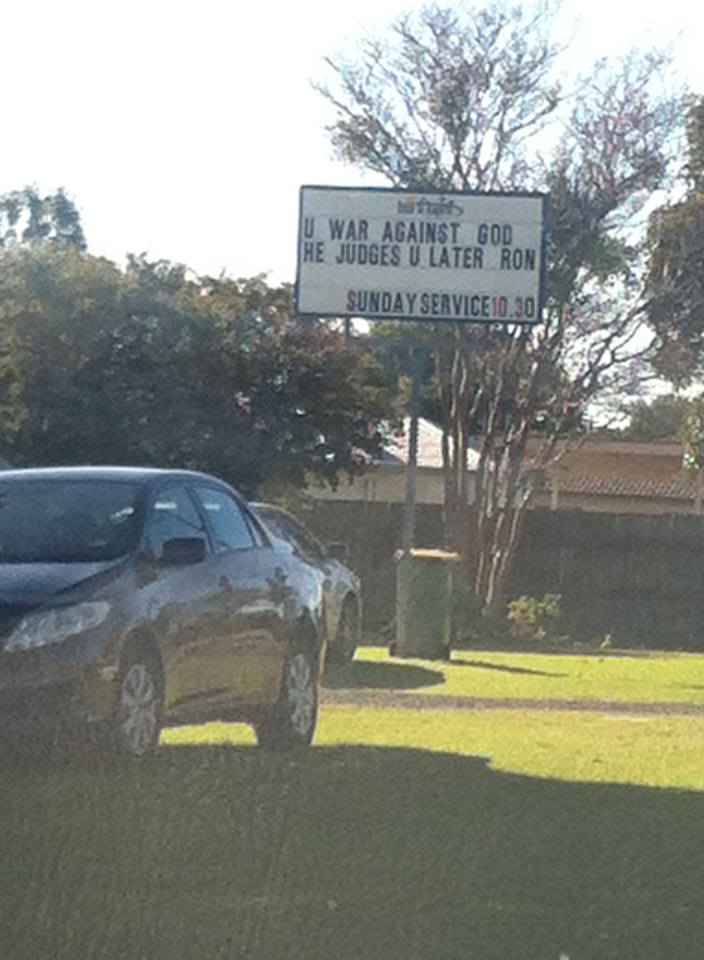 U WAR AGAINST GOD
HE JUDGES U LATER RON
SUNDAY SERVICE 10.30